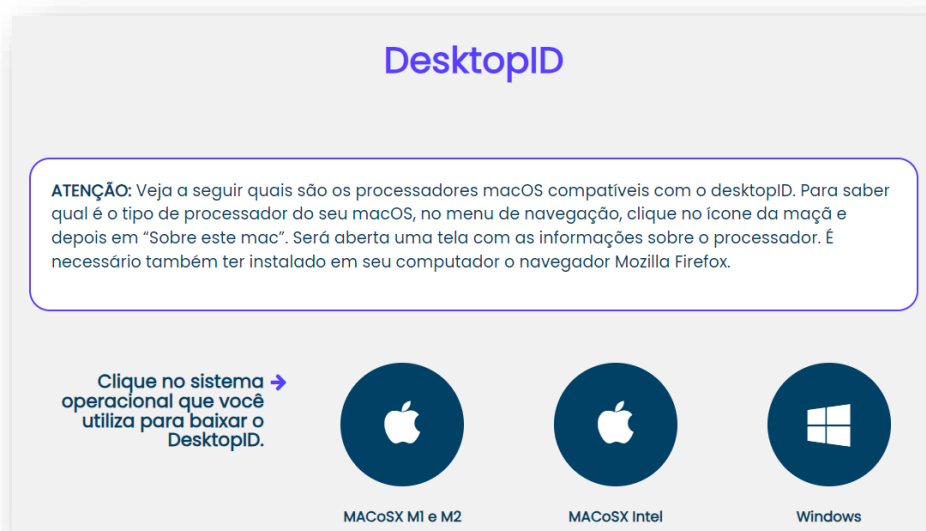 DesktopID
ATENÇÃO: Veja a seguir quais são os processadores macOS compatíveis com o desktopID. Para saber
qual é o tipo de processador do seu macOS, no menu de navegação, clique no ícone da maçã e
depois em “Sobre este mac”. Será aberta uma tela com as informações sobre o processador. É
necessário também ter instalado em seu computador o navegador Mozilla Firefox.
Clique no sistema
operacional que você
utiliza para baixar o
DesktopID.
MACoSX M1 e M2
MACoSX Intel
Windows